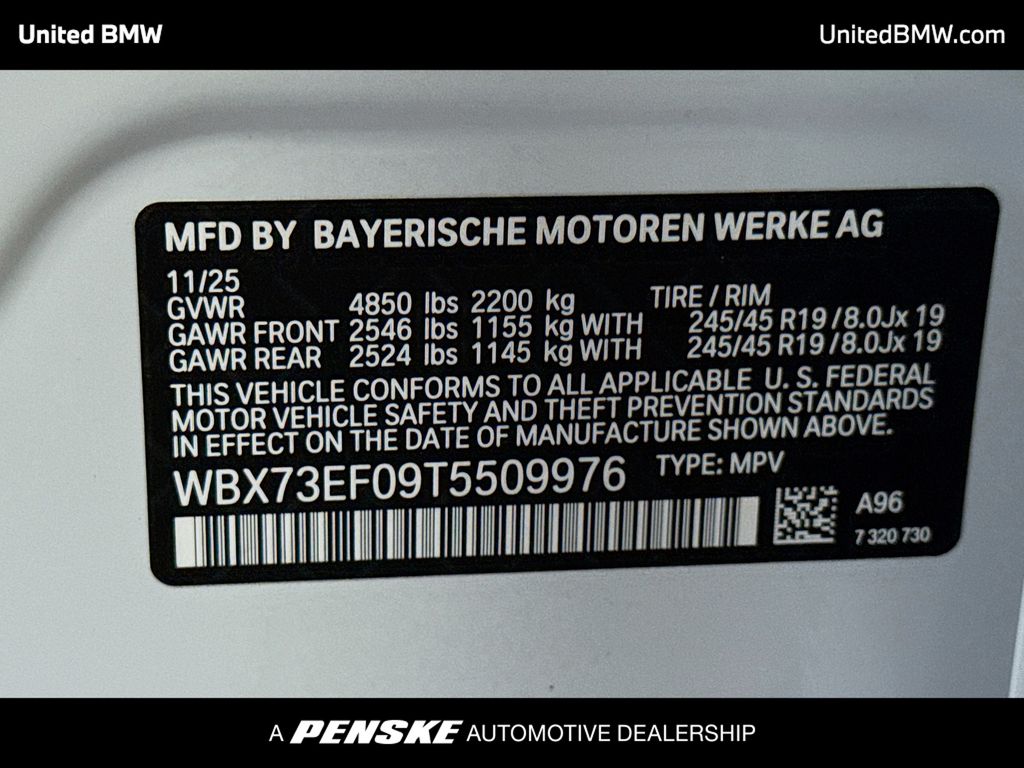 United BMW
UnitedBMW.com
MFD BY BAYERISCHE MOTOREN WERKE AG
11/25
GVWR 4850 lbs 2200 kg TIRE / RIM
GAWR FRONT 2546 lbs 1155 kg WITH 245/45 R19 /8.0Jx 19
GAWR REAR 2524 lbs 1145 kg WITH 245/45 R19 /8.0Jx 19
THIS VEHICLE CONFORMS TO ALL APPLICABLE U. S. FEDERAL
MOTOR VEHICLE SAFETY AND THEFT PREVENTION STANDARDS
IN EFFECT ON THE DATE OF MANUFACTURE SHOWN ABOVE.
WBX73EF09T5509976 TYPE: MPV
A96
7 320 730
A PENSKE AUTOMOTIVE DEALERSHIP